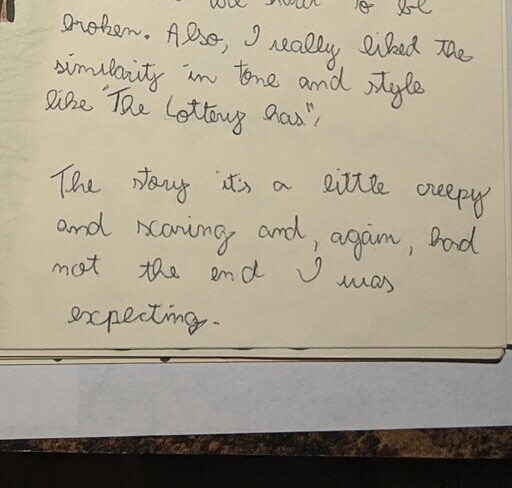 to be
broken. Also, I really liked the
similarity in tone and style
like "The Lottery has",
The story it's a little creepy
and scaring and, again, had
not the end I was
expecting.